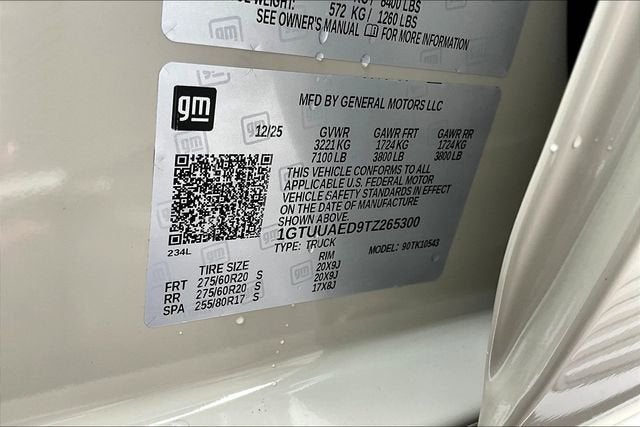 WEIGHT: 572 KG / 1260 LBS
8400 LBS
SEE OWNER'S MANUAL FOR MORE INFORMATION
gm
MFD BY GENERAL MOTORS LLC
12/25 GVWR GAWR FRT GAWR RR
3221 KG 1724 KG 1724 KG
7100 LB 3800 LB 3800 LB
THIS VEHICLE CONFORMS TO ALL
APPLICABLE U.S. FEDERAL MOTOR
VEHICLE SAFETY STANDARDS IN EFFECT
ON THE DATE OF MANUFACTURE
SHOWN ABOVE.
1GTUUAED9TZ265300
TYPE: TRUCK MODEL: 90TK10543
234L
TIRE SIZE RIM
FRT 275/60R20 S 20X9J
RR 275/60R20 S 20X9J
SPA 255/80R17 S 17X8J